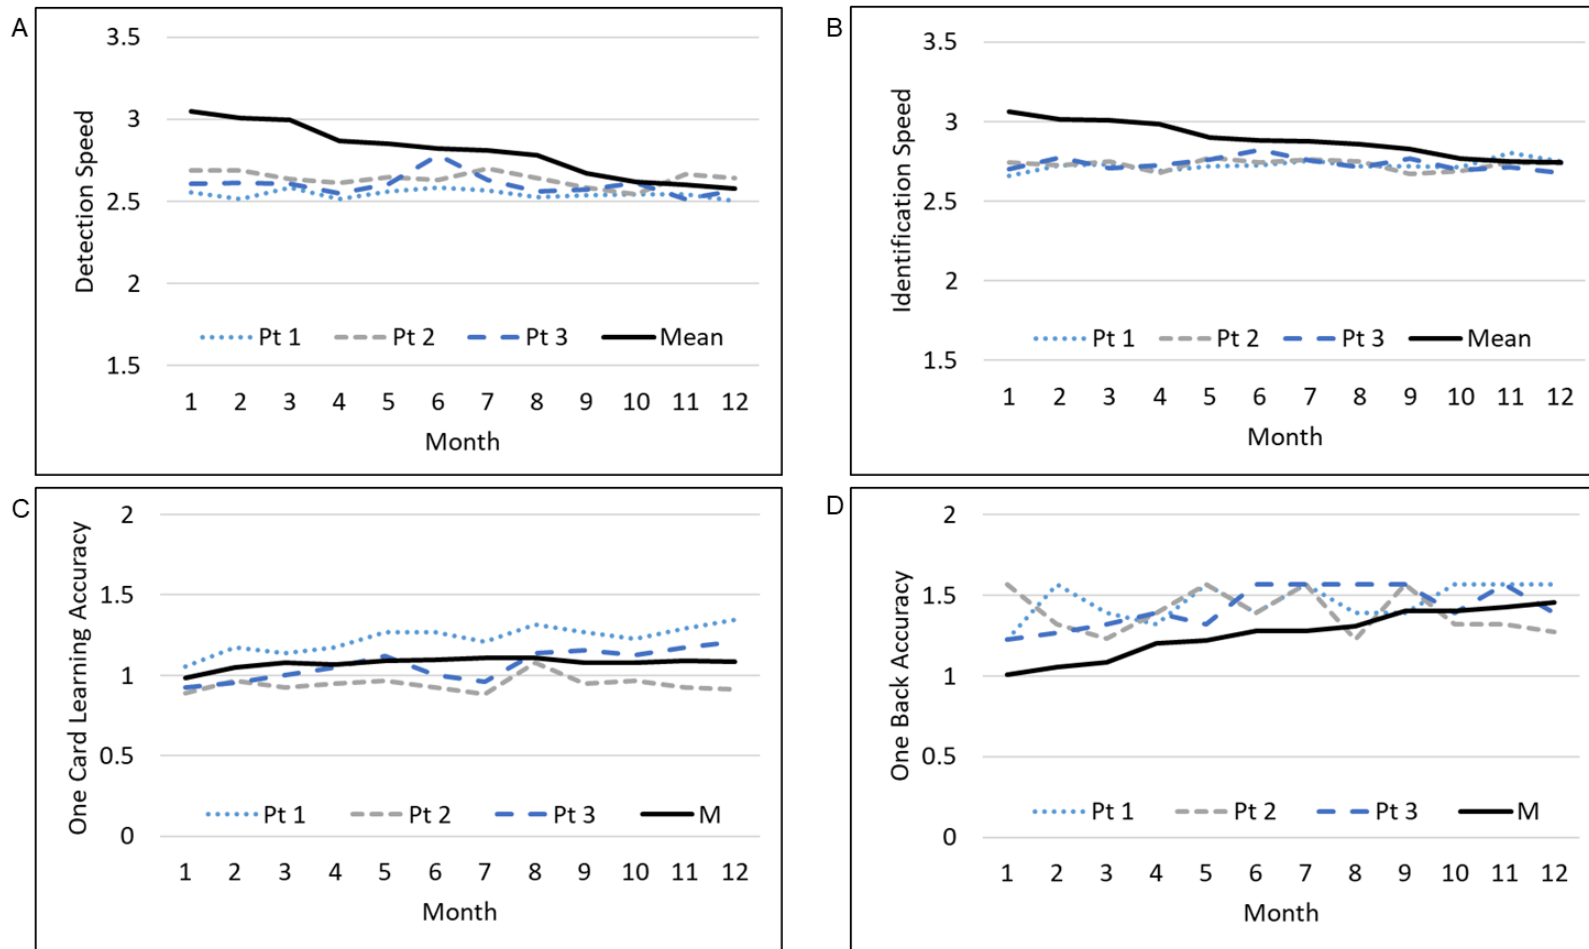 A
3.5
3
2.5
2
1.5
Detection Speed
Pt 1 Pt 2 Pt 3 Mean
1 2 3 4 5 6 7 8 9 10 11 12
Month
B
3.5
3
2.5
2
1.5
Identification Speed
Pt 1 Pt 2 Pt 3 Mean
1 2 3 4 5 6 7 8 9 10 11 12
Month
C
2
1.5
1
0.5
0
One Card Learning Accuracy
Pt 1 Pt 2 Pt 3 M
1 2 3 4 5 6 7 8 9 10 11 12
Month
D
2
1.5
1
0.5
0
One Back Accuracy
Pt 1 Pt 2 Pt 3 M
1 2 3 4 5 6 7 8 9 10 11 12
Month